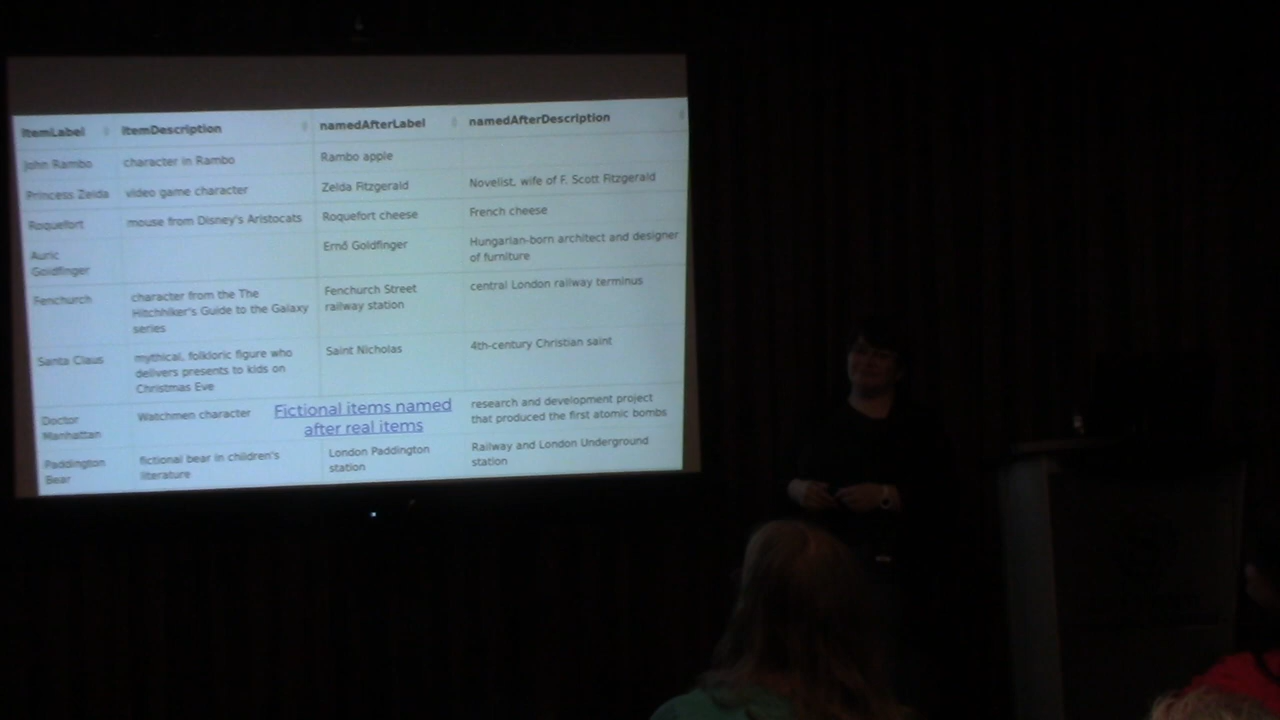 itemLabel itemDescription namedAfterLabel namedAfterDescription
John Rambo character in Rambo Rambo apple
Princess Zelda video game character Zelda Fitzgerald Novelist, wife of F. Scott Fitzgerald
Roquefort mouse from Disney's Aristocats Roquefort cheese French cheese
Auric Ernő Goldfinger Hungarian-born architect and designer
Goldfinger of furniture
Fenchurch character from the The Fenchurch Street central London railway terminus
Hitchhiker's Guide to the Galaxy railway station
series
Santa Claus mythical, folkloric figure who Saint Nicholas 4th-century Christian saint
delivers presents to kids on
Christmas Eve
Doctor Watchmen character Fictional items named research and development project
Manhattan after real items that produced the first atomic bombs
Paddington fictional bear in children's London Paddington Railway and London Underground
Bear literature station station